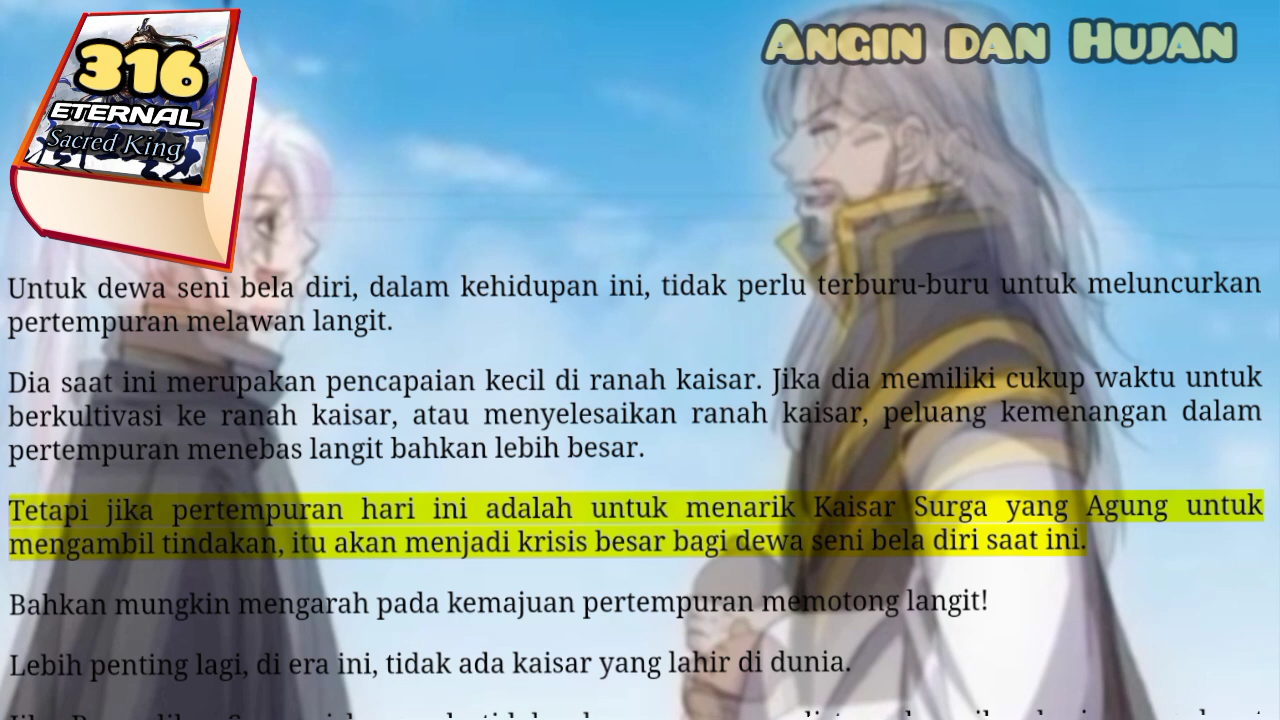 316
ETERNAL
Sacred King
Angin dan Hujan
Untuk dewa seni bela diri, dalam kehidupan ini, tidak perlu terburu-buru untuk meluncurkan
pertempuran melawan langit.
Dia saat ini merupakan pencapaian kecil di ranah kaisar. Jika dia memiliki cukup waktu untuk
berkultivasi ke ranah kaisar, atau menyelesaikan ranah kaisar, peluang kemenangan dalam
pertempuran menebas langit bahkan lebih besar.
Tetapi jika pertempuran hari ini adalah untuk menarik Kaisar Surga yang Agung untuk
mengambil tindakan, itu akan menjadi krisis besar bagi dewa seni bela diri saat ini.
Bahkan mungkin mengarah pada kemajuan pertempuran memotong langit!
Lebih penting lagi, di era ini, tidak ada kaisar yang lahir di dunia.